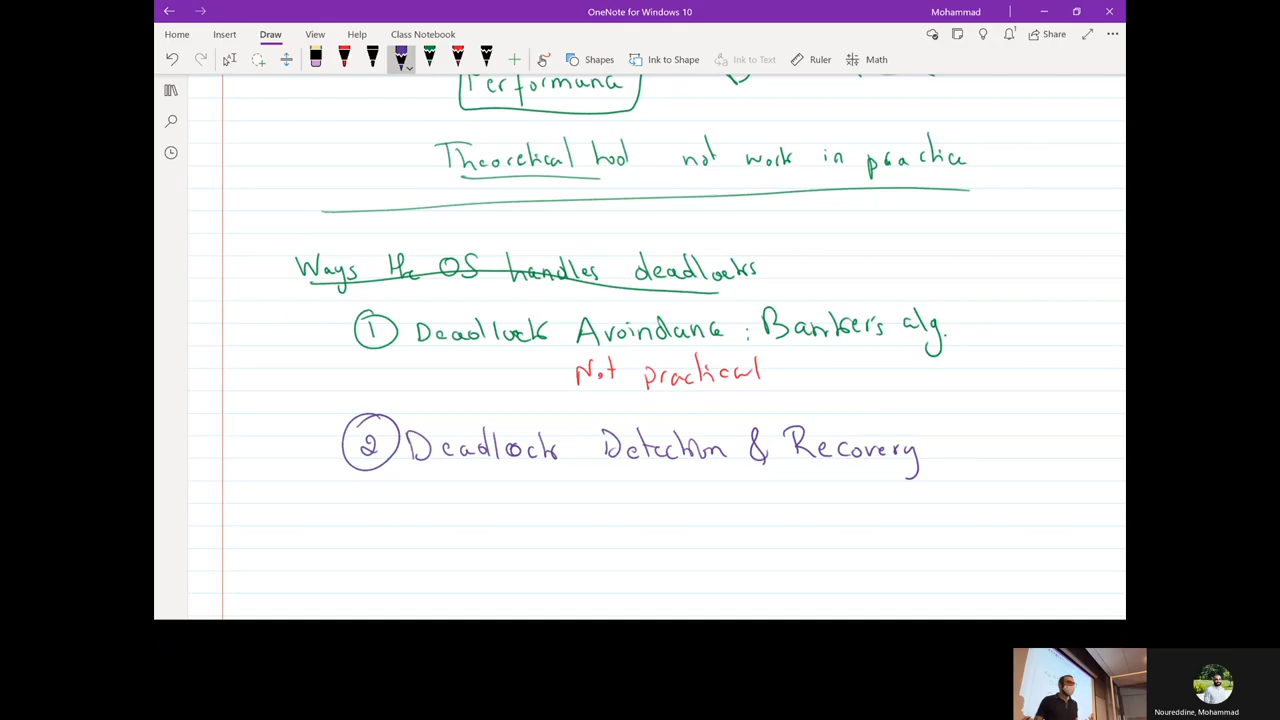 OneNote for Windows 10
Mohammad
Home Insert Draw View Help Class Notebook
Share
Shapes Ink to Shape Ink to Text Ruler Math
Performana
Theoretical tool not work in practice
Ways the OS handles deadlocks
1 Deadlock Avoindance : Banker's alg.
Not practical
2 Deadlock Detection & Recovery
Noureddine, Mohammad